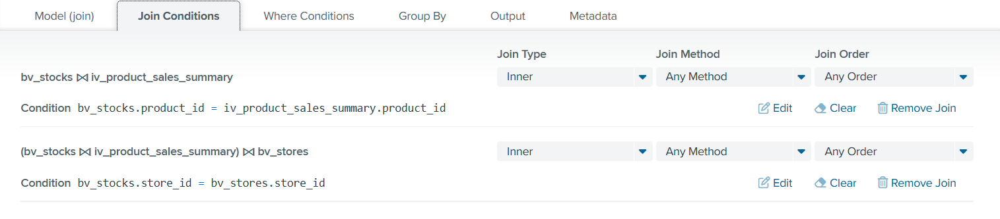 Model (join) Join Conditions Where Conditions Group By Output Metadata
Join Type Join Method Join Order
bv_stocks ⋈ iv_product_sales_summary Inner Any Method Any Order
Condition bv_stocks.product_id = iv_product_sales_summary.product_id Edit Clear Remove Join
(bv_stocks ⋈ iv_product_sales_summary) ⋈ bv_stores Inner Any Method Any Order
Condition bv_stocks.store_id = bv_stores.store_id Edit Clear Remove Join